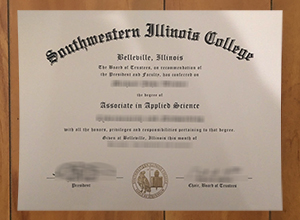 Southwestern Illinois College
Belleville, Illinois
The Board of Trustees, on recommendation of
the President and Faculty, has conferred on
the degree of
Associate in Applied Science
with all the honors, privileges and responsibilities pertaining to that degree.
Given at Belleville, Illinois this month of
President
Chair, Board of Trustees